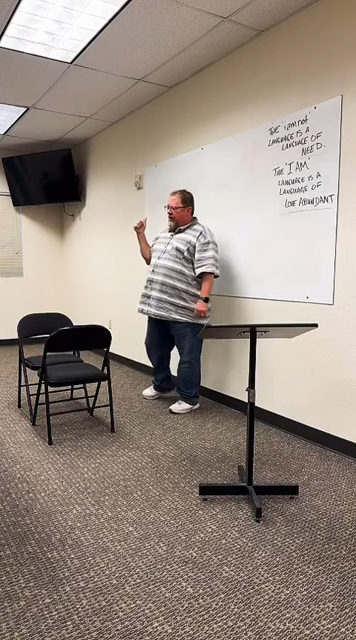 THE "i am not"
LANGUAGE IS A
LANGUAGE OF
NEED.
THE "I AM"
LANGUAGE IS A
LANGUAGE OF
LOVE ABUNDANT